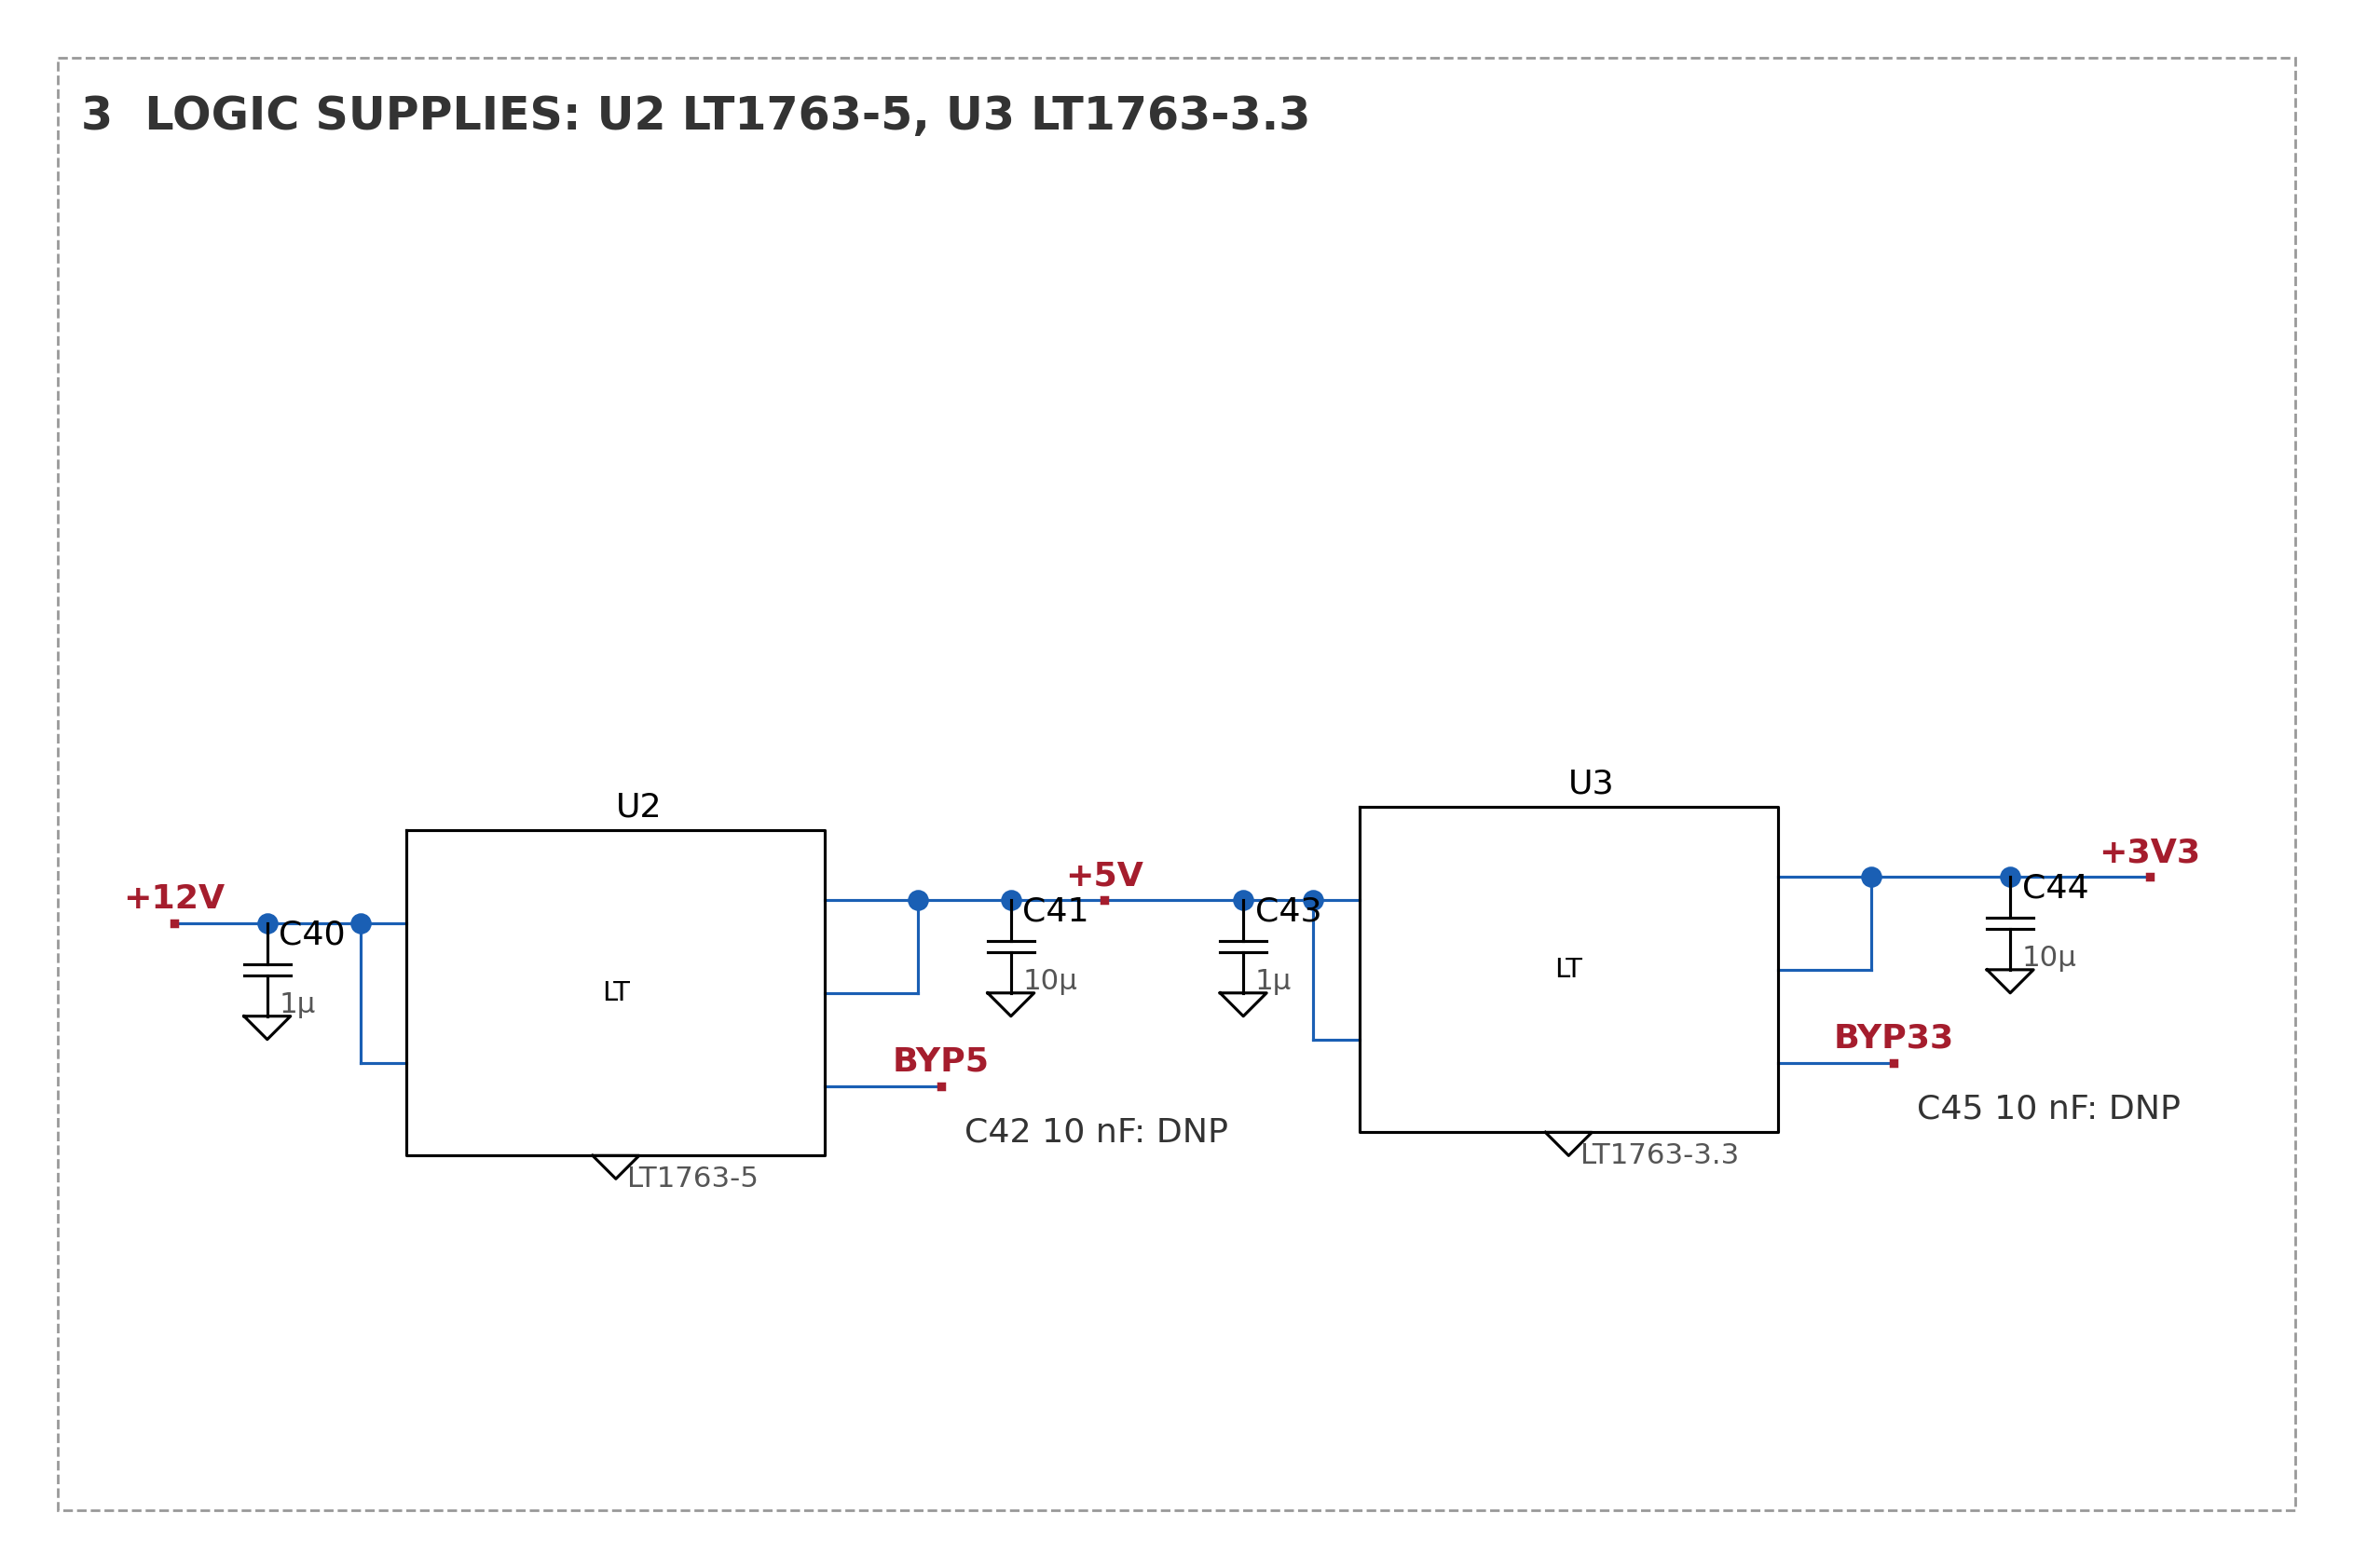 3 LOGIC SUPPLIES: U2 LT1763-5, U3 LT1763-3.3
U3
U2
+3V3
+5V
C44
+12V
C41
C43
C40
10µ
LT
10µ
1µ
LT
1µ
BYP33
BYP5
C45 10 nF: DNP
C42 10 nF: DNP
LT1763-3.3
LT1763-5